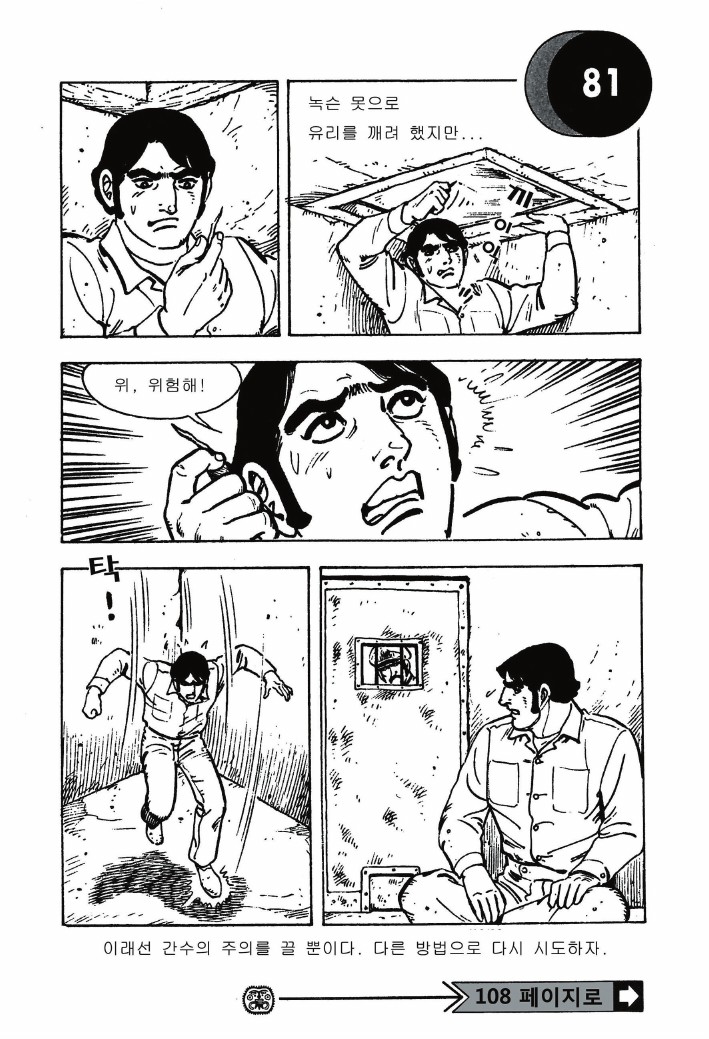 81
녹슨 못으로
유리를 깨려 했지만...
끼
이
익
위, 위험해!
탁
!
이래선 간수의 주의를 끌 뿐이다. 다른 방법으로 다시 시도하자.
108 페이지로